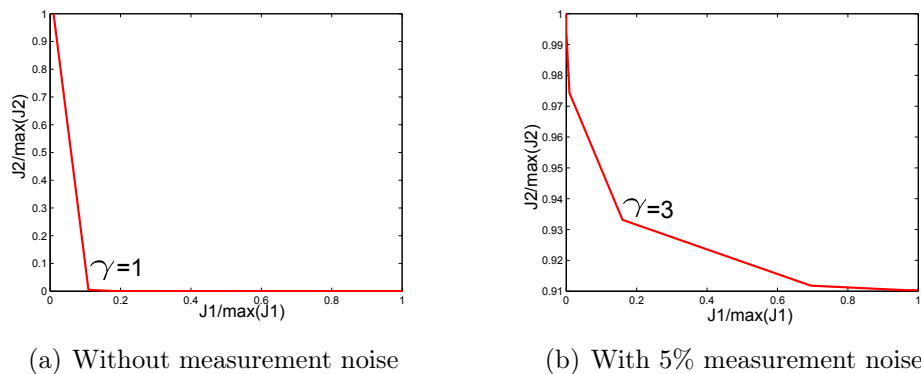 1
0.9
0.8
0.7
0.6
0.5
0.4
0.3
0.2
0.1
0
J2/max(J2)
γ=1
0 0.2 0.4 0.6 0.8 1
J1/max(J1)
(a) Without measurement noise
1
0.99
0.98
0.97
0.96
0.95
0.94
0.93
0.92
0.91
J2/max(J2)
γ=3
0 0.2 0.4 0.6 0.8 1
J1/max(J1)
(b) With 5% measurement noise